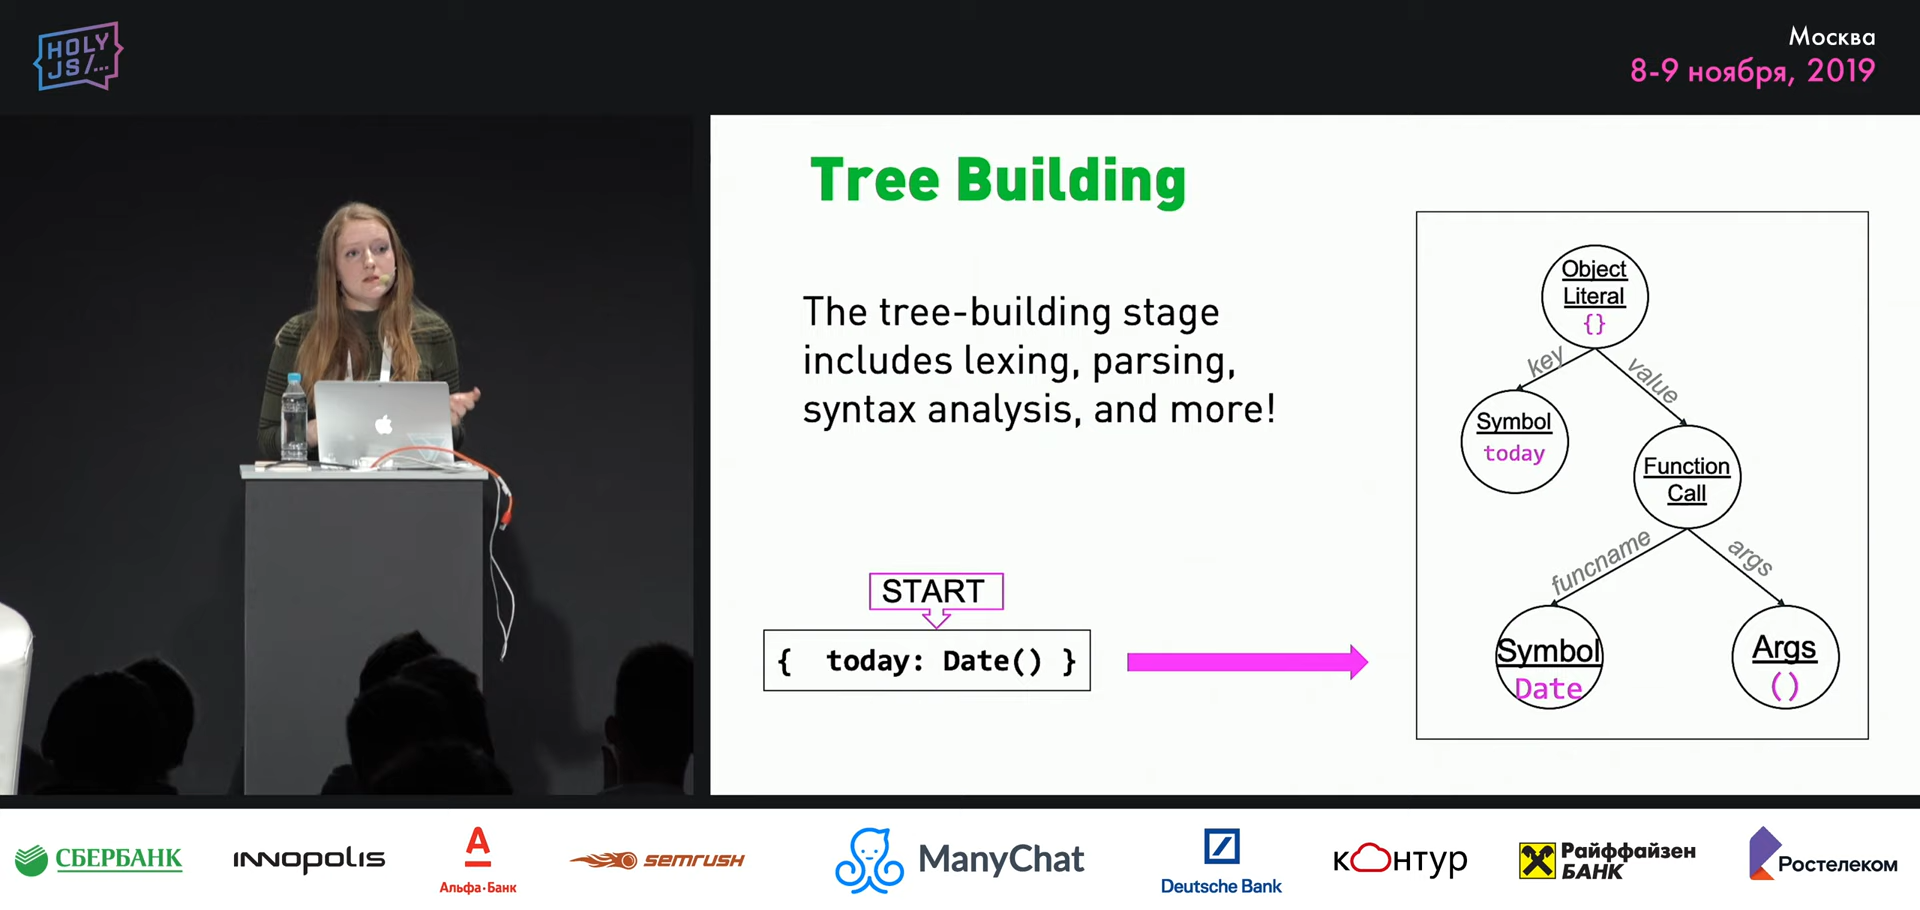 HOLY
JS/...
Москва
8-9 ноября, 2019
Tree Building
The tree-building stage
includes lexing, parsing,
syntax analysis, and more!
START
{ today: Date() }
Object
Literal
{}
key
value
Symbol
today
Function
Call
funcname
args
Symbol
Date
Args
()
СБЕРБАНК
INNOPOLIS
Альфа·Банк
semrush
ManyChat
Deutsche Bank
контур
Райффайзен
БАНК
Ростелеком